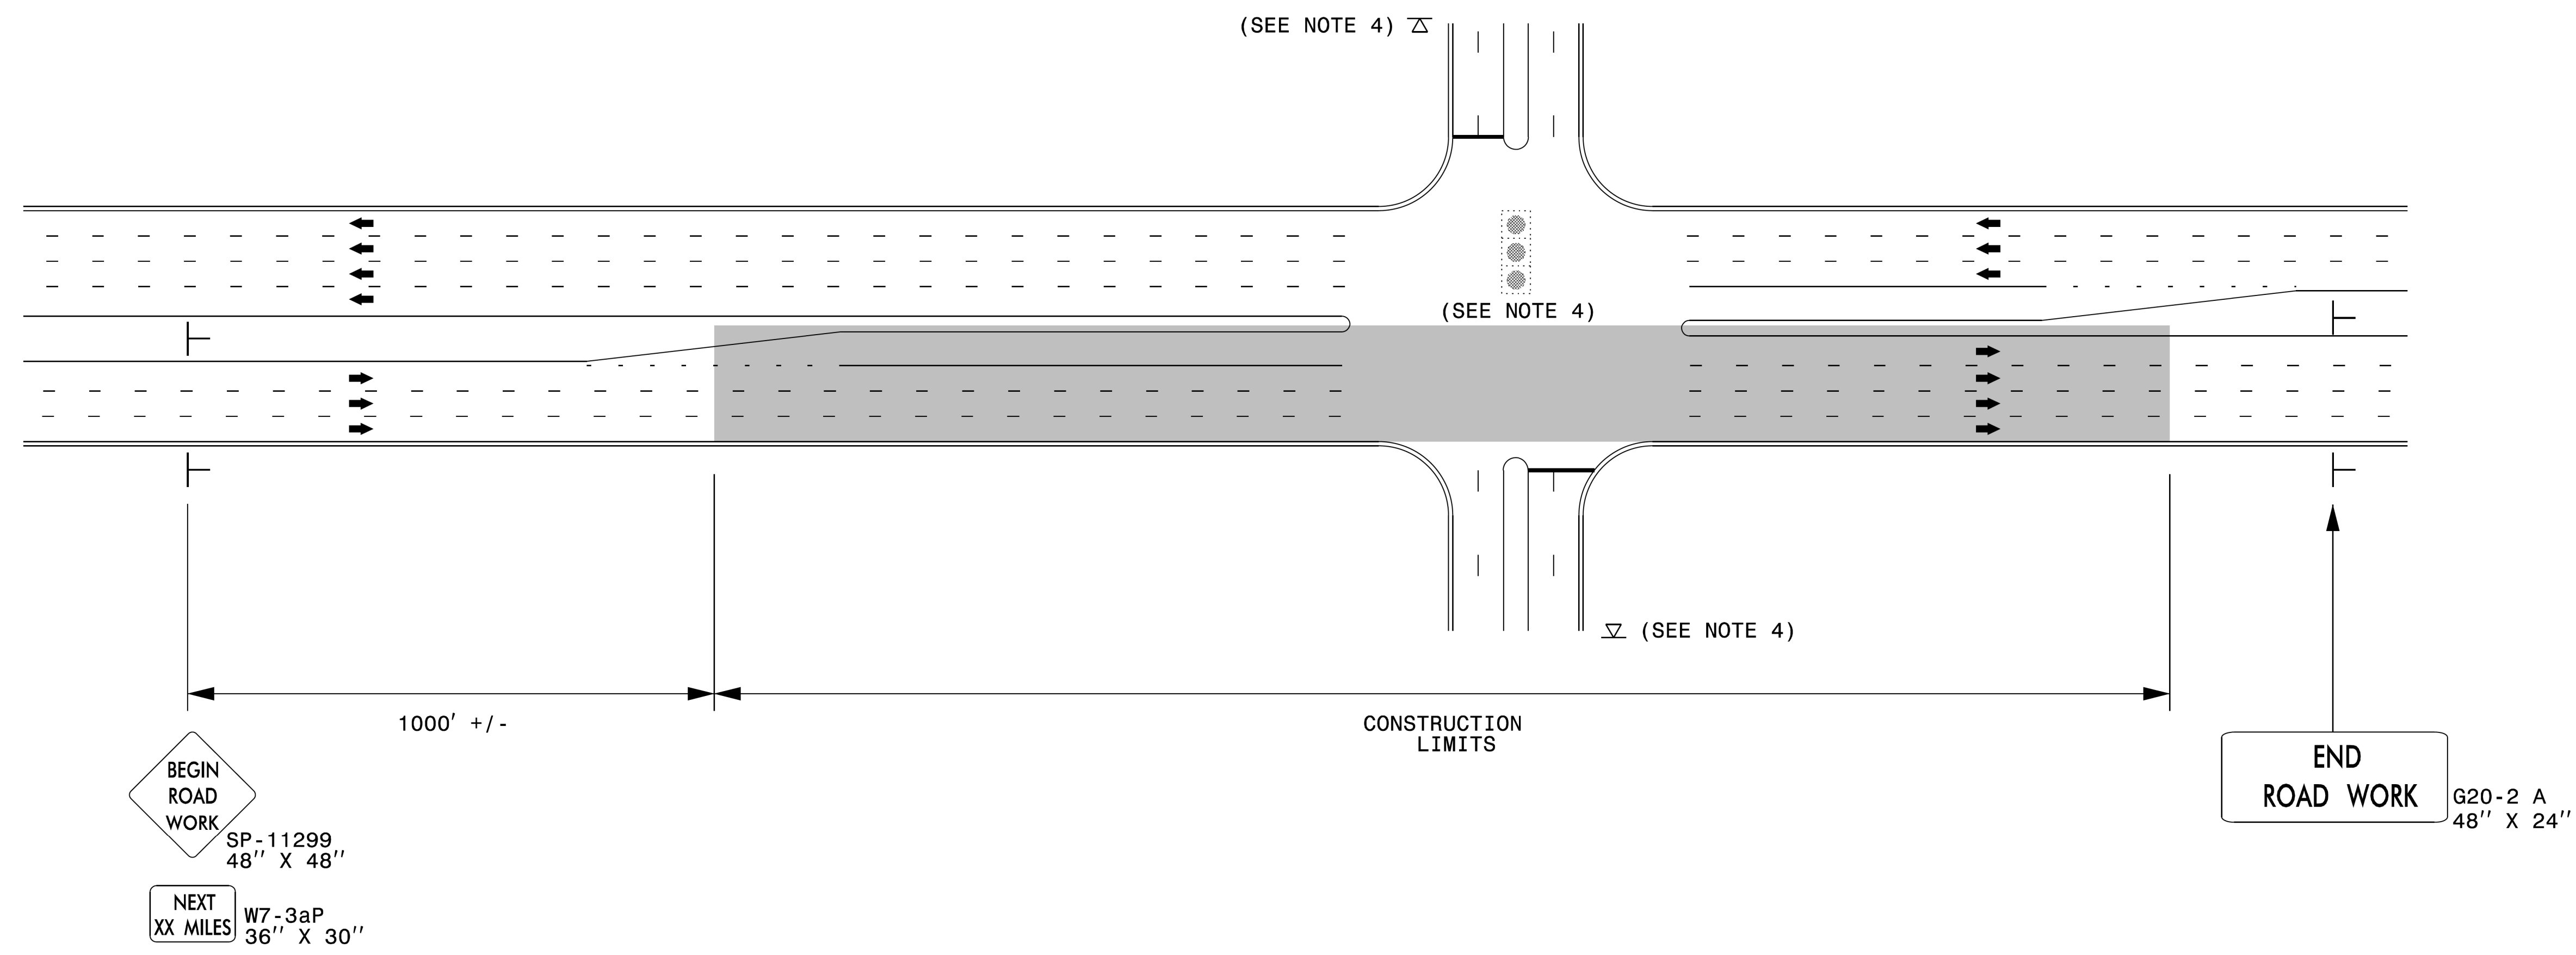 (SEE NOTE 4)
(SEE NOTE 4)
(SEE NOTE 4)
1000' +/-
CONSTRUCTION
LIMITS
BEGIN
ROAD
WORK
SP-11299
48" X 48"
NEXT
XX MILES
W7-3aP
36" X 30"
END
ROAD WORK
G20-2 A
48" X 24"